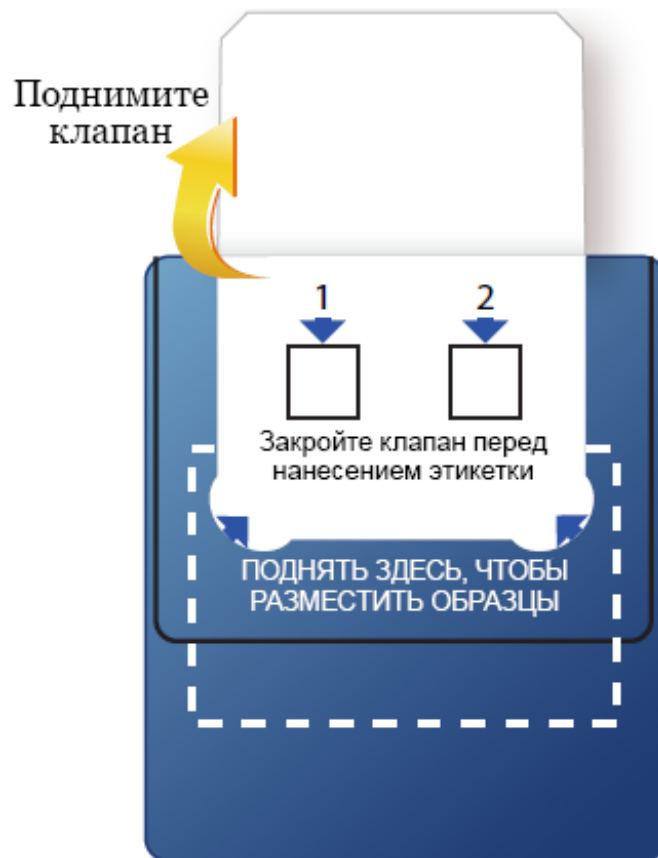 Поднимите
клапан
1 2
Закройте клапан перед
нанесением этикетки
ПОДНЯТЬ ЗДЕСЬ, ЧТОБЫ
РАЗМЕСТИТЬ ОБРАЗЦЫ